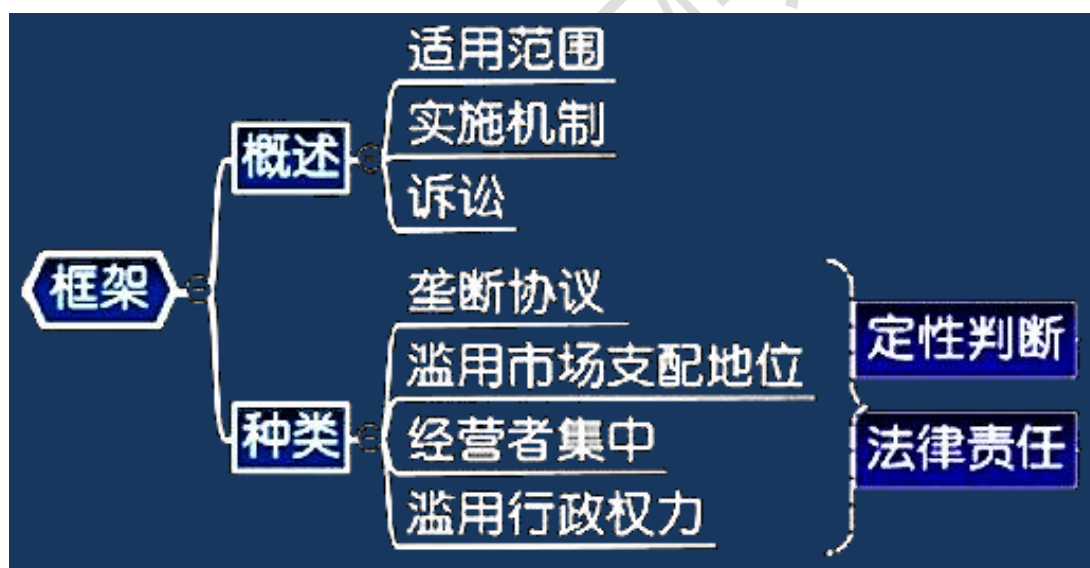 框架
概述
适用范围
实施机制
诉讼
种类
垄断协议
滥用市场支配地位
经营者集中
滥用行政权力
定性判断
法律责任